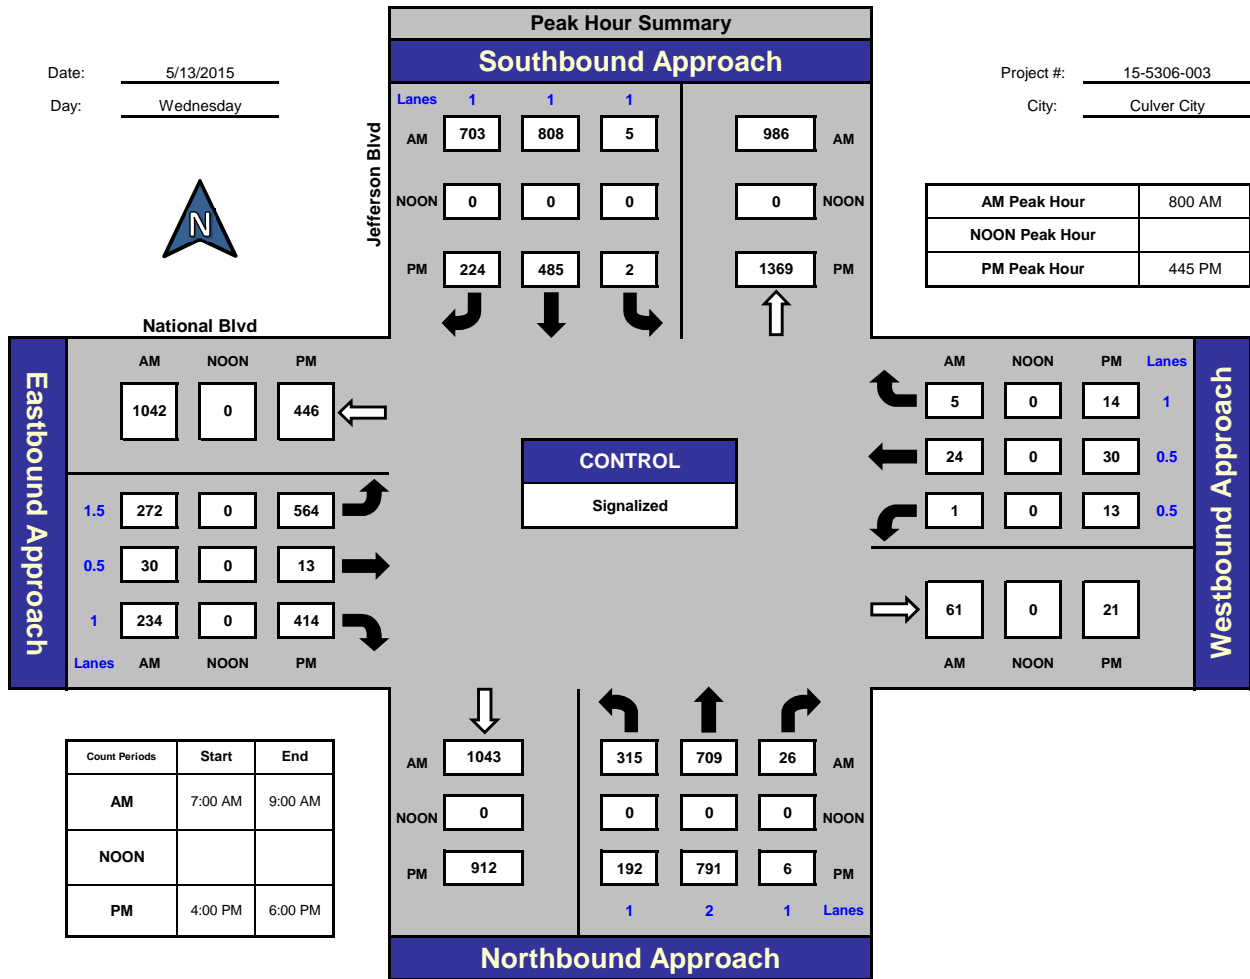 Peak Hour Summary
Southbound Approach
Date: 5/13/2015
Day: Wednesday
Project #: 15-5306-003
City: Culver City
N
Jefferson Blvd
Lanes 1 1 1
AM 703 808 5 986 AM
NOON 0 0 0 0 NOON
PM 224 485 2 1369 PM
AM Peak Hour 800 AM
NOON Peak Hour
PM Peak Hour 445 PM
National Blvd
Eastbound Approach
AM NOON PM
1042 0 446
1.5 272 0 564
0.5 30 0 13
1 234 0 414
Lanes AM NOON PM
CONTROL
Signalized
AM NOON PM Lanes
5 0 14 1
24 0 30 0.5
1 0 13 0.5
61 0 21
AM NOON PM
Westbound Approach
Count Periods Start End
AM 7:00 AM 9:00 AM
NOON
PM 4:00 PM 6:00 PM
AM 1043 315 709 26 AM
NOON 0 0 0 0 NOON
PM 912 192 791 6 PM
1 2 1 Lanes
Northbound Approach